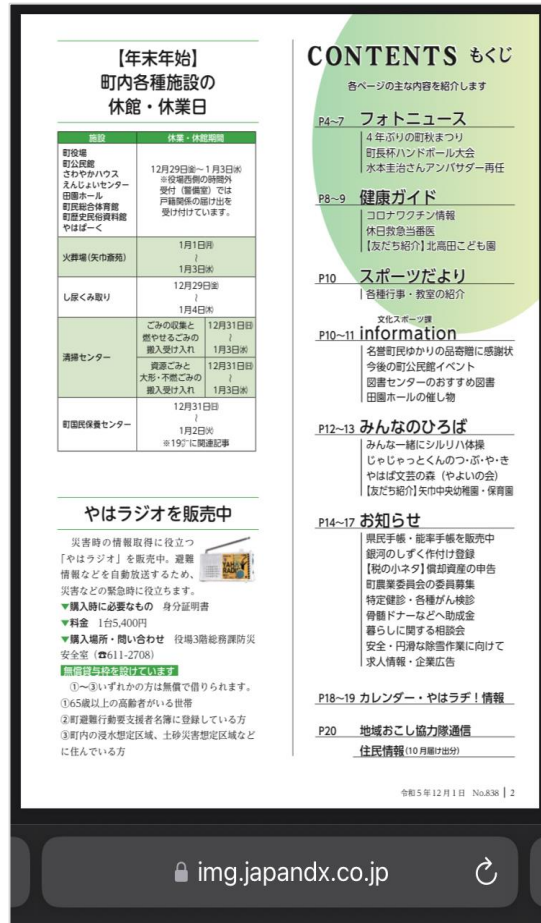 【年末年始】
町内各種施設の
休館・休業日
施設 休業・休館期間
町役場
町公民館
さわやかハウス
えんじょいセンター
田園ホール
町民総合体育館
町歴史民俗資料館
やはぱーく
12月29日㊎～1月3日㊌
※役場西側の時間外
受付（警備室）では
戸籍関係の届け出を
受け付けています。
火葬場(矢巾斎苑)
1月1日㊊
～
1月3日㊌
し尿くみ取り
12月29日㊎
～
1月4日㊍
清掃センター
ごみの収集と
燃やせるごみの
搬入受け入れ
12月31日㊐
～
1月3日㊌
資源ごみと
大形・不燃ごみの
搬入受け入れ
12月31日㊐
～
1月3日㊌
町国民保養センター
12月31日㊐
～
1月2日㊋
※19㌻に関連記事
やはラジオを販売中
災害時の情報取得に役立つ
「やはラジオ」を販売中。避難
情報などを自動放送するため、
災害などの緊急時に役立ちます。
▼購入時に必要なもの 身分証明書
▼料金 1台5,400円
▼購入場所・問い合わせ 役場3階総務課防災
安全室（☎611-2708）
無償貸与枠を設けています
①～③いずれかの方は無償で借りられます。
①65歳以上の高齢者がいる世帯
②町避難行動要支援者名簿に登録している方
③町内の浸水想定区域、土砂災害想定区域など
に住んでいる方
CONTENTS もくじ
各ページの主な内容を紹介します
P4~7 フォトニュース
4年ぶりの町秋まつり
町長杯ハンドボール大会
水本圭治さんアンバサダー再任
P8~9 健康ガイド
コロナワクチン情報
休日救急当番医
【友だち紹介】北高田こども園
P10 スポーツだより
各種行事・教室の紹介
文化スポーツ課
P10~11 information
名誉町民ゆかりの品寄贈に感謝状
今後の町公民館イベント
図書センターのおすすめ図書
田園ホールの催し物
P12~13 みんなのひろば
みんな一緒にシルリハ体操
じゃじゃっとくんのつ・ぶ・や・き
やはば文芸の森（やよいの会）
【友だち紹介】矢巾中央幼稚園・保育園
P14~17 お知らせ
県民手帳・能率手帳を販売中
銀河のしずく作付け登録
【税の小ネタ】償却資産の申告
町農業委員会の委員募集
特定健診・各種がん検診
骨髄ドナーなどへ助成金
暮らしに関する相談会
安全・円滑な除雪作業に向けて
求人情報・企業広告
P18~19 カレンダー・やはラヂ！情報
P20 地域おこし協力隊通信
住民情報(10月届け出分)
令和5年12月1日 No.838 | 2
img.japandx.co.jp